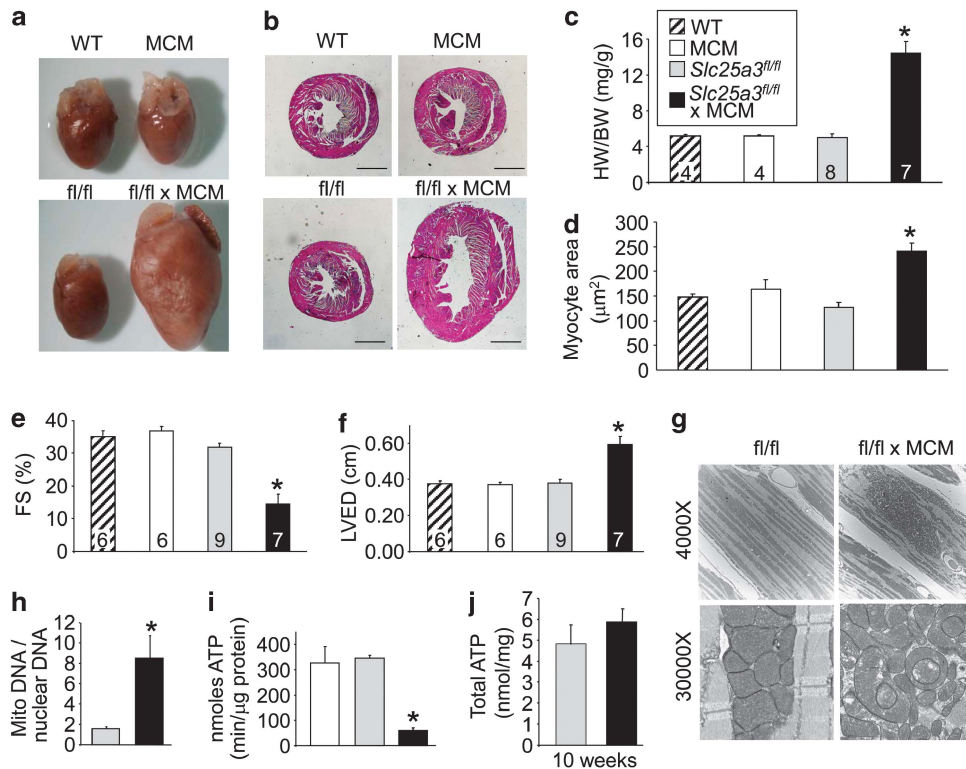 a
WT MCM
fl/fl fl/fl x MCM
b
WT MCM
fl/fl fl/fl x MCM
c
WT
MCM
Slc25a3fl/fl
Slc25a3fl/fl
x MCM
HW/BW (mg/g)
16
12
8
4
0
4 4 8 7
*
d
Myocyte area
(µm2)
300
250
200
150
100
50
0
*
e
FS (%)
40
30
20
10
0
6 6 9 7
*
f
LVED (cm)
0.60
0.40
0.20
0.00
6 6 9 7
*
g
fl/fl fl/fl x MCM
4000X
30000X
h
Mito DNA /
nuclear DNA
12
10
8
6
4
2
0
*
i
nmoles ATP
(min/µg protein)
400
300
300
100
0
*
j
Total ATP
(nmol/mg)
7
6
5
4
3
2
1
0
10 weeks